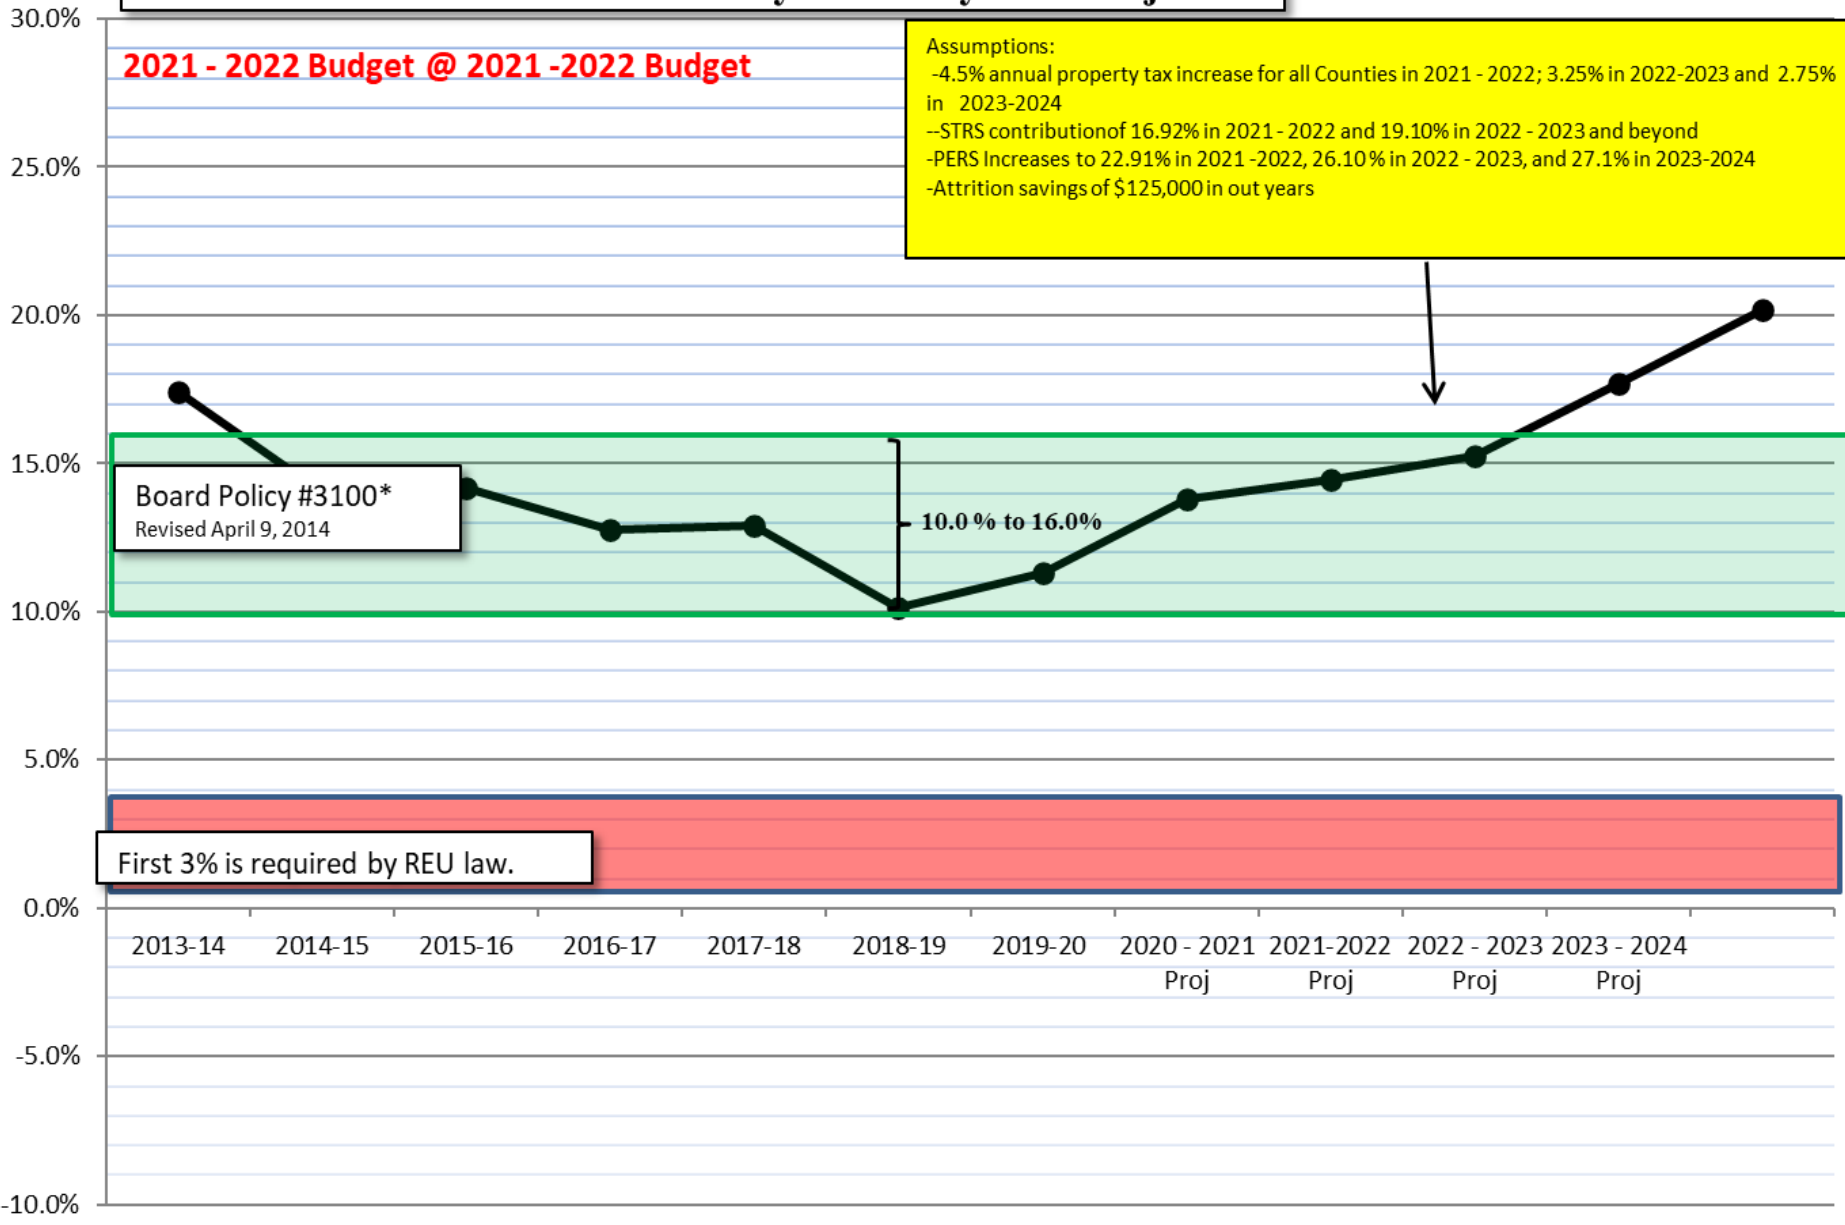 30.0%
2021 - 2022 Budget @ 2021 -2022 Budget
Assumptions:
-4.5% annual property tax increase for all Counties in 2021 - 2022; 3.25% in 2022-2023 and 2.75%
in 2023-2024
--STRS contributionof 16.92% in 2021 - 2022 and 19.10% in 2022 - 2023 and beyond
-PERS Increases to 22.91% in 2021 -2022, 26.10% in 2022 - 2023, and 27.1% in 2023-2024
-Attrition savings of $125,000 in out years
25.0%
20.0%
15.0%
Board Policy #3100*
Revised April 9, 2014
10.0 % to 16.0%
10.0%
5.0%
First 3% is required by REU law.
0.0%
2013-14 2014-15 2015-16 2016-17 2017-18 2018-19 2019-20 2020 - 2021 2021-2022 2022 - 2023 2023 - 2024
Proj Proj Proj Proj
-5.0%
-10.0%